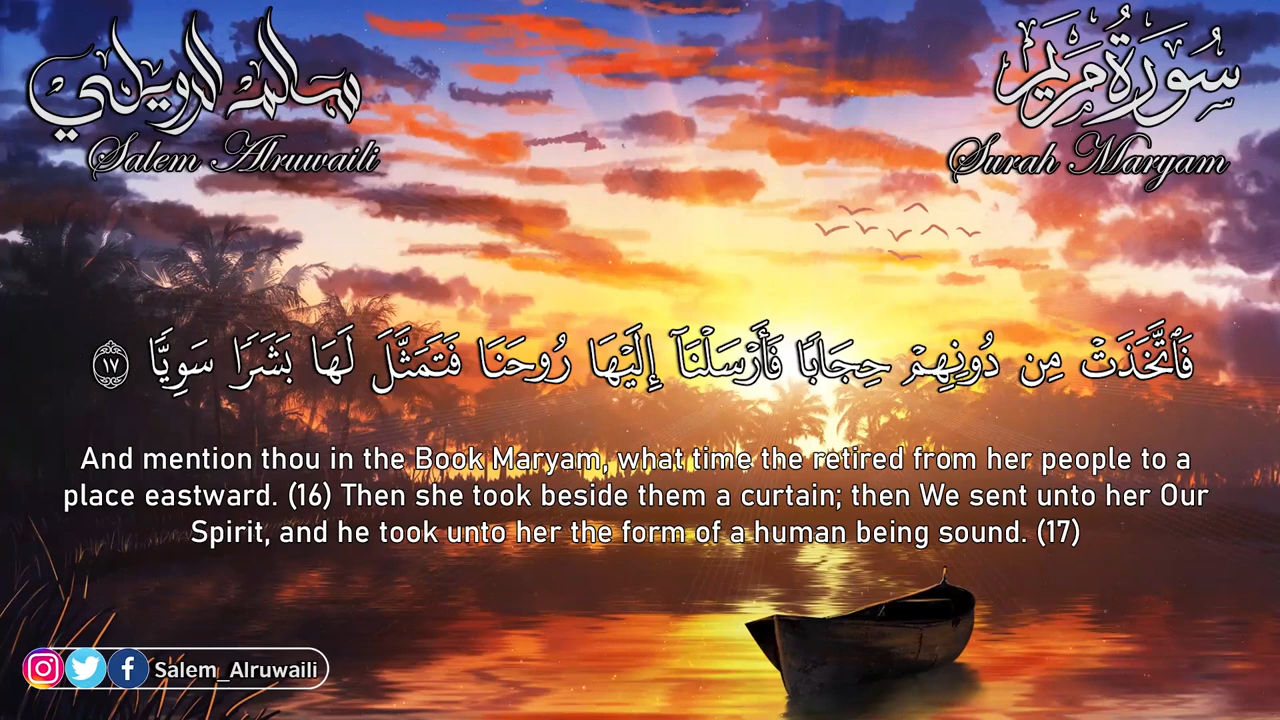 سالم الرويلي
Salem Alruwaili
سورة مريم
Surah Maryam
فَٱتَّخَذَتْ مِن دُونِهِمْ حِجَابًا فَأَرْسَلْنَآ إِلَيْهَا رُوحَنَا فَتَمَثَّلَ لَهَا بَشَرًا سَوِيًّا ١٧
And mention thou in the Book Maryam, what time the retired from her people to a
place eastward. (16) Then she took beside them a curtain; then We sent unto her Our
Spirit, and he took unto her the form of a human being sound. (17)
Salem_Alruwaili